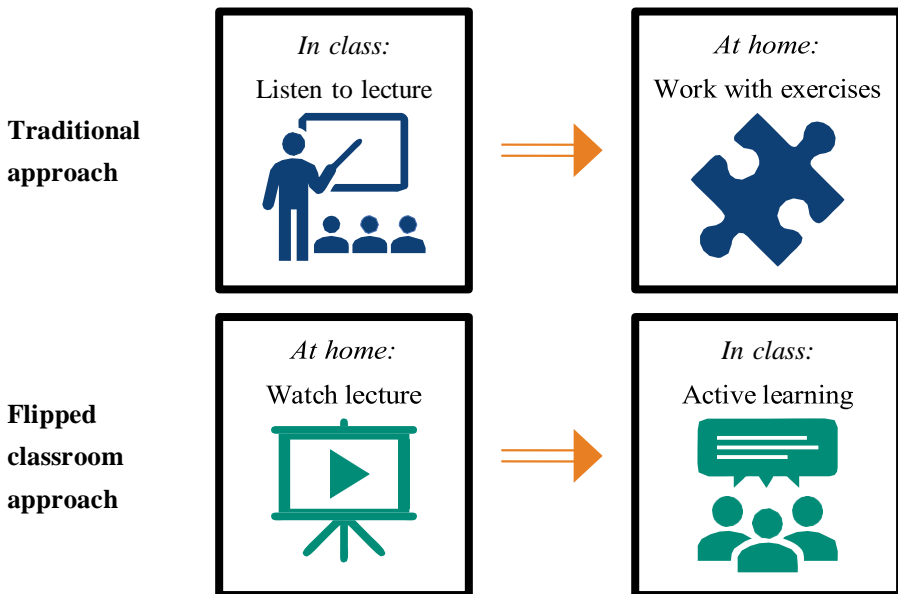 Traditional
approach
In class:
Listen to lecture
At home:
Work with exercises
Flipped
classroom
approach
At home:
Watch lecture
In class:
Active learning